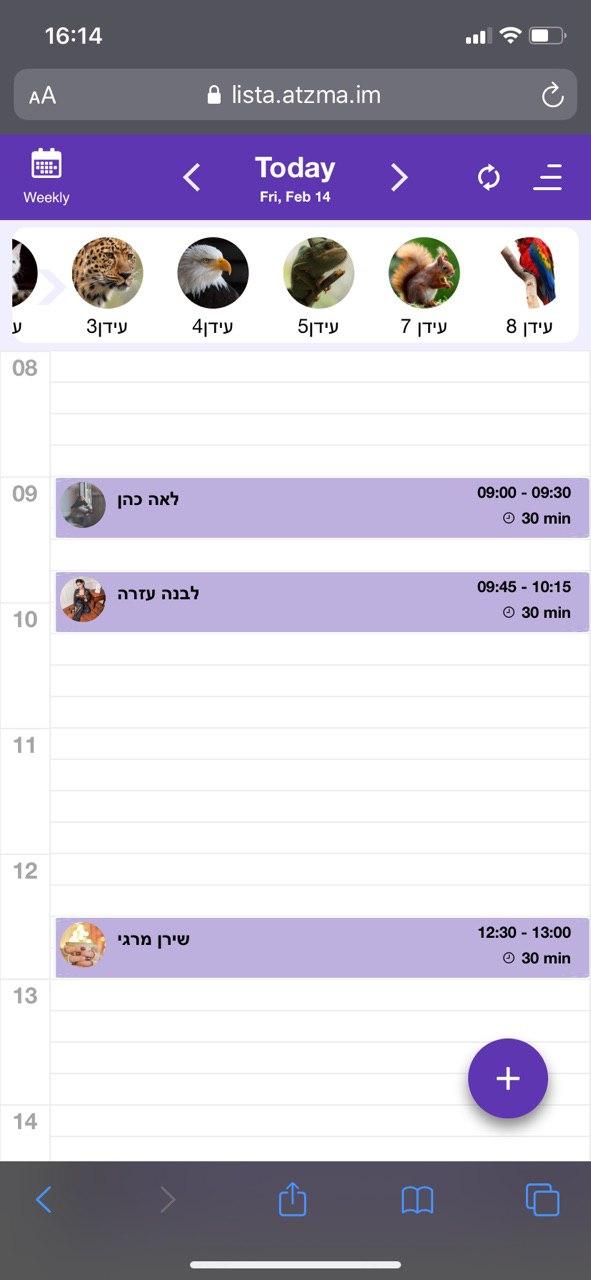 16:14
AA
lista.atzma.im
Weekly
Today
Fri, Feb 14
ע
עידן3
עידן4
עידן5
עידן 7
עידן 8
08
09
לאה כהן
09:00 - 09:30
30 min
לבנה עזרה
09:45 - 10:15
30 min
10
11
12
שירן מרגי
12:30 - 13:00
30 min
13
+
14